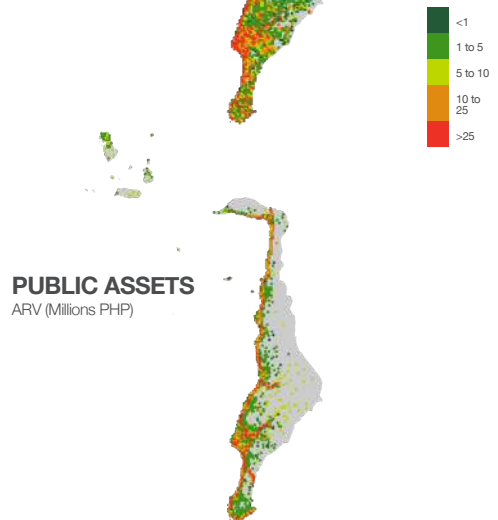 <1
1 to 5
5 to 10
10 to
25
>25
PUBLIC ASSETS
ARV (Millions PHP)